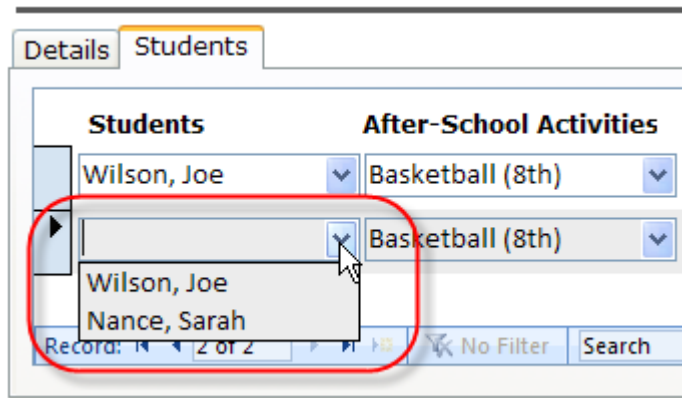 Details Students
Students After-School Activities
Wilson, Joe Basketball (8th)
Basketball (8th)
Wilson, Joe
Nance, Sarah
Record: 2 of 2 No Filter Search